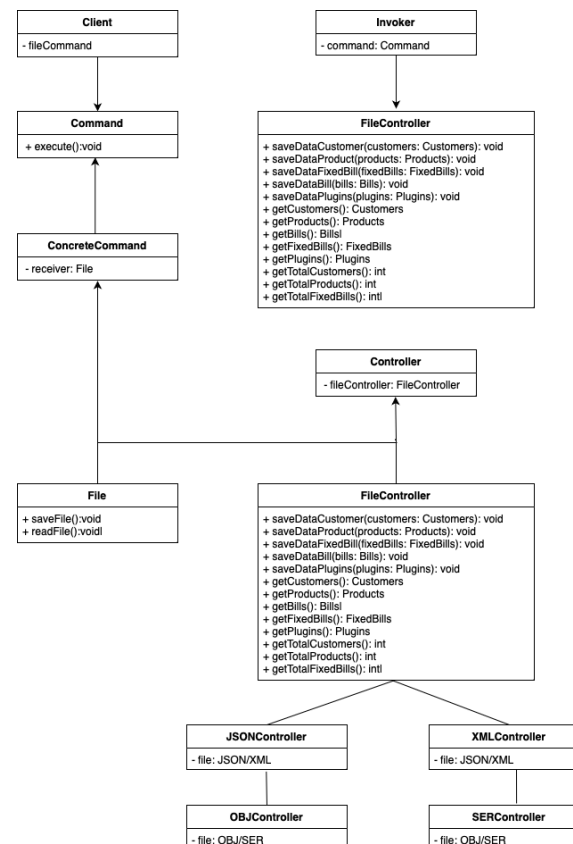 Client
- fileCommand
Invoker
- command: Command
Command
+ execute():void
FileController
+ saveDataCustomer(customers: Customers): void
+ saveDataProduct(products: Products): void
+ saveDataFixedBill(fixedBills: FixedBills): void
+ saveDataBill(bills: Bills): void
+ saveDataPlugins(plugins: Plugins): void
+ getCustomers(): Customers
+ getProducts(): Products
+ getBills(): Billsl
+ getFixedBills(): FixedBills
+ getPlugins(): Plugins
+ getTotalCustomers(): int
+ getTotalProducts(): int
+ getTotalFixedBills(): intl
ConcreteCommand
- receiver: File
Controller
- fileController: FileController
File
+ saveFile():void
+ readFile():voidl
FileController
+ saveDataCustomer(customers: Customers): void
+ saveDataProduct(products: Products): void
+ saveDataFixedBill(fixedBills: FixedBills): void
+ saveDataBill(bills: Bills): void
+ saveDataPlugins(plugins: Plugins): void
+ getCustomers(): Customers
+ getProducts(): Products
+ getBills(): Billsl
+ getFixedBills(): FixedBills
+ getPlugins(): Plugins
+ getTotalCustomers(): int
+ getTotalProducts(): int
+ getTotalFixedBills(): intl
JSONController
- file: JSON/XML
XMLController
- file: JSON/XML
OBJController
- file: OBJ/SER
SERController
- file: OBJ/SER